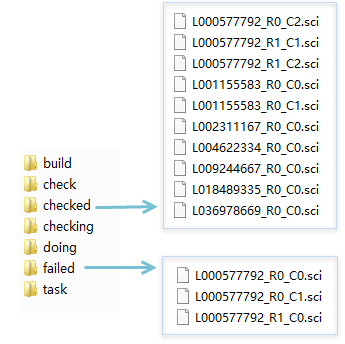 build
check
checked
checking
doing
failed
task
L000577792_R0_C2.sci
L000577792_R1_C1.sci
L000577792_R1_C2.sci
L001155583_R0_C0.sci
L001155583_R0_C1.sci
L002311167_R0_C0.sci
L004622334_R0_C0.sci
L009244667_R0_C0.sci
L018489335_R0_C0.sci
L036978669_R0_C0.sci
L000577792_R0_C0.sci
L000577792_R0_C1.sci
L000577792_R1_C0.sci